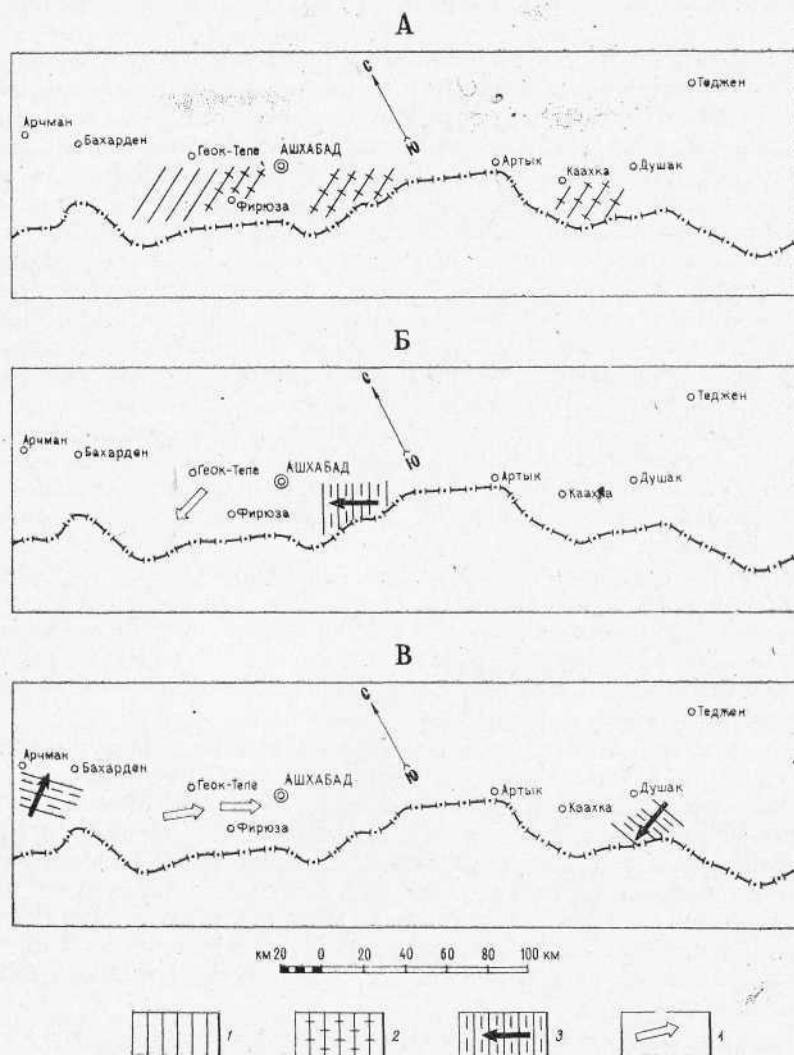 А
С
Ю
Теджен
Арчман
Бахарден
Геок-Тепе
АШХАБАД
Фирюза
Артык
Каахка
Душак
Б
С
Ю
Теджен
Арчман
Бахарден
Геок-Тепе
АШХАБАД
Фирюза
Артык
Каахка
Душак
В
С
Ю
Теджен
Арчман
Бахарден
Геок-Тепе
АШХАБАД
Фирюза
Артык
Каахка
Душак
км 20 0 20 40 60 80 100 км
1 2 3 4